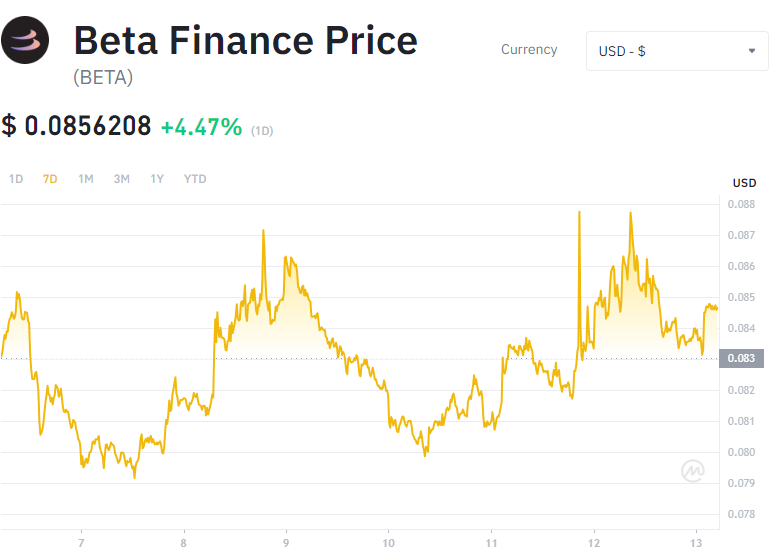 Beta Finance Price
(BETA)
Currency
USD - $
$ 0.0856208 +4.47% (1D)
1D 7D 1M 3M 1Y YTD
USD
0.088
0.087
0.086
0.085
0.084
0.083
0.082
0.081
0.080
0.079
0.078
7 8 9 10 11 12 13